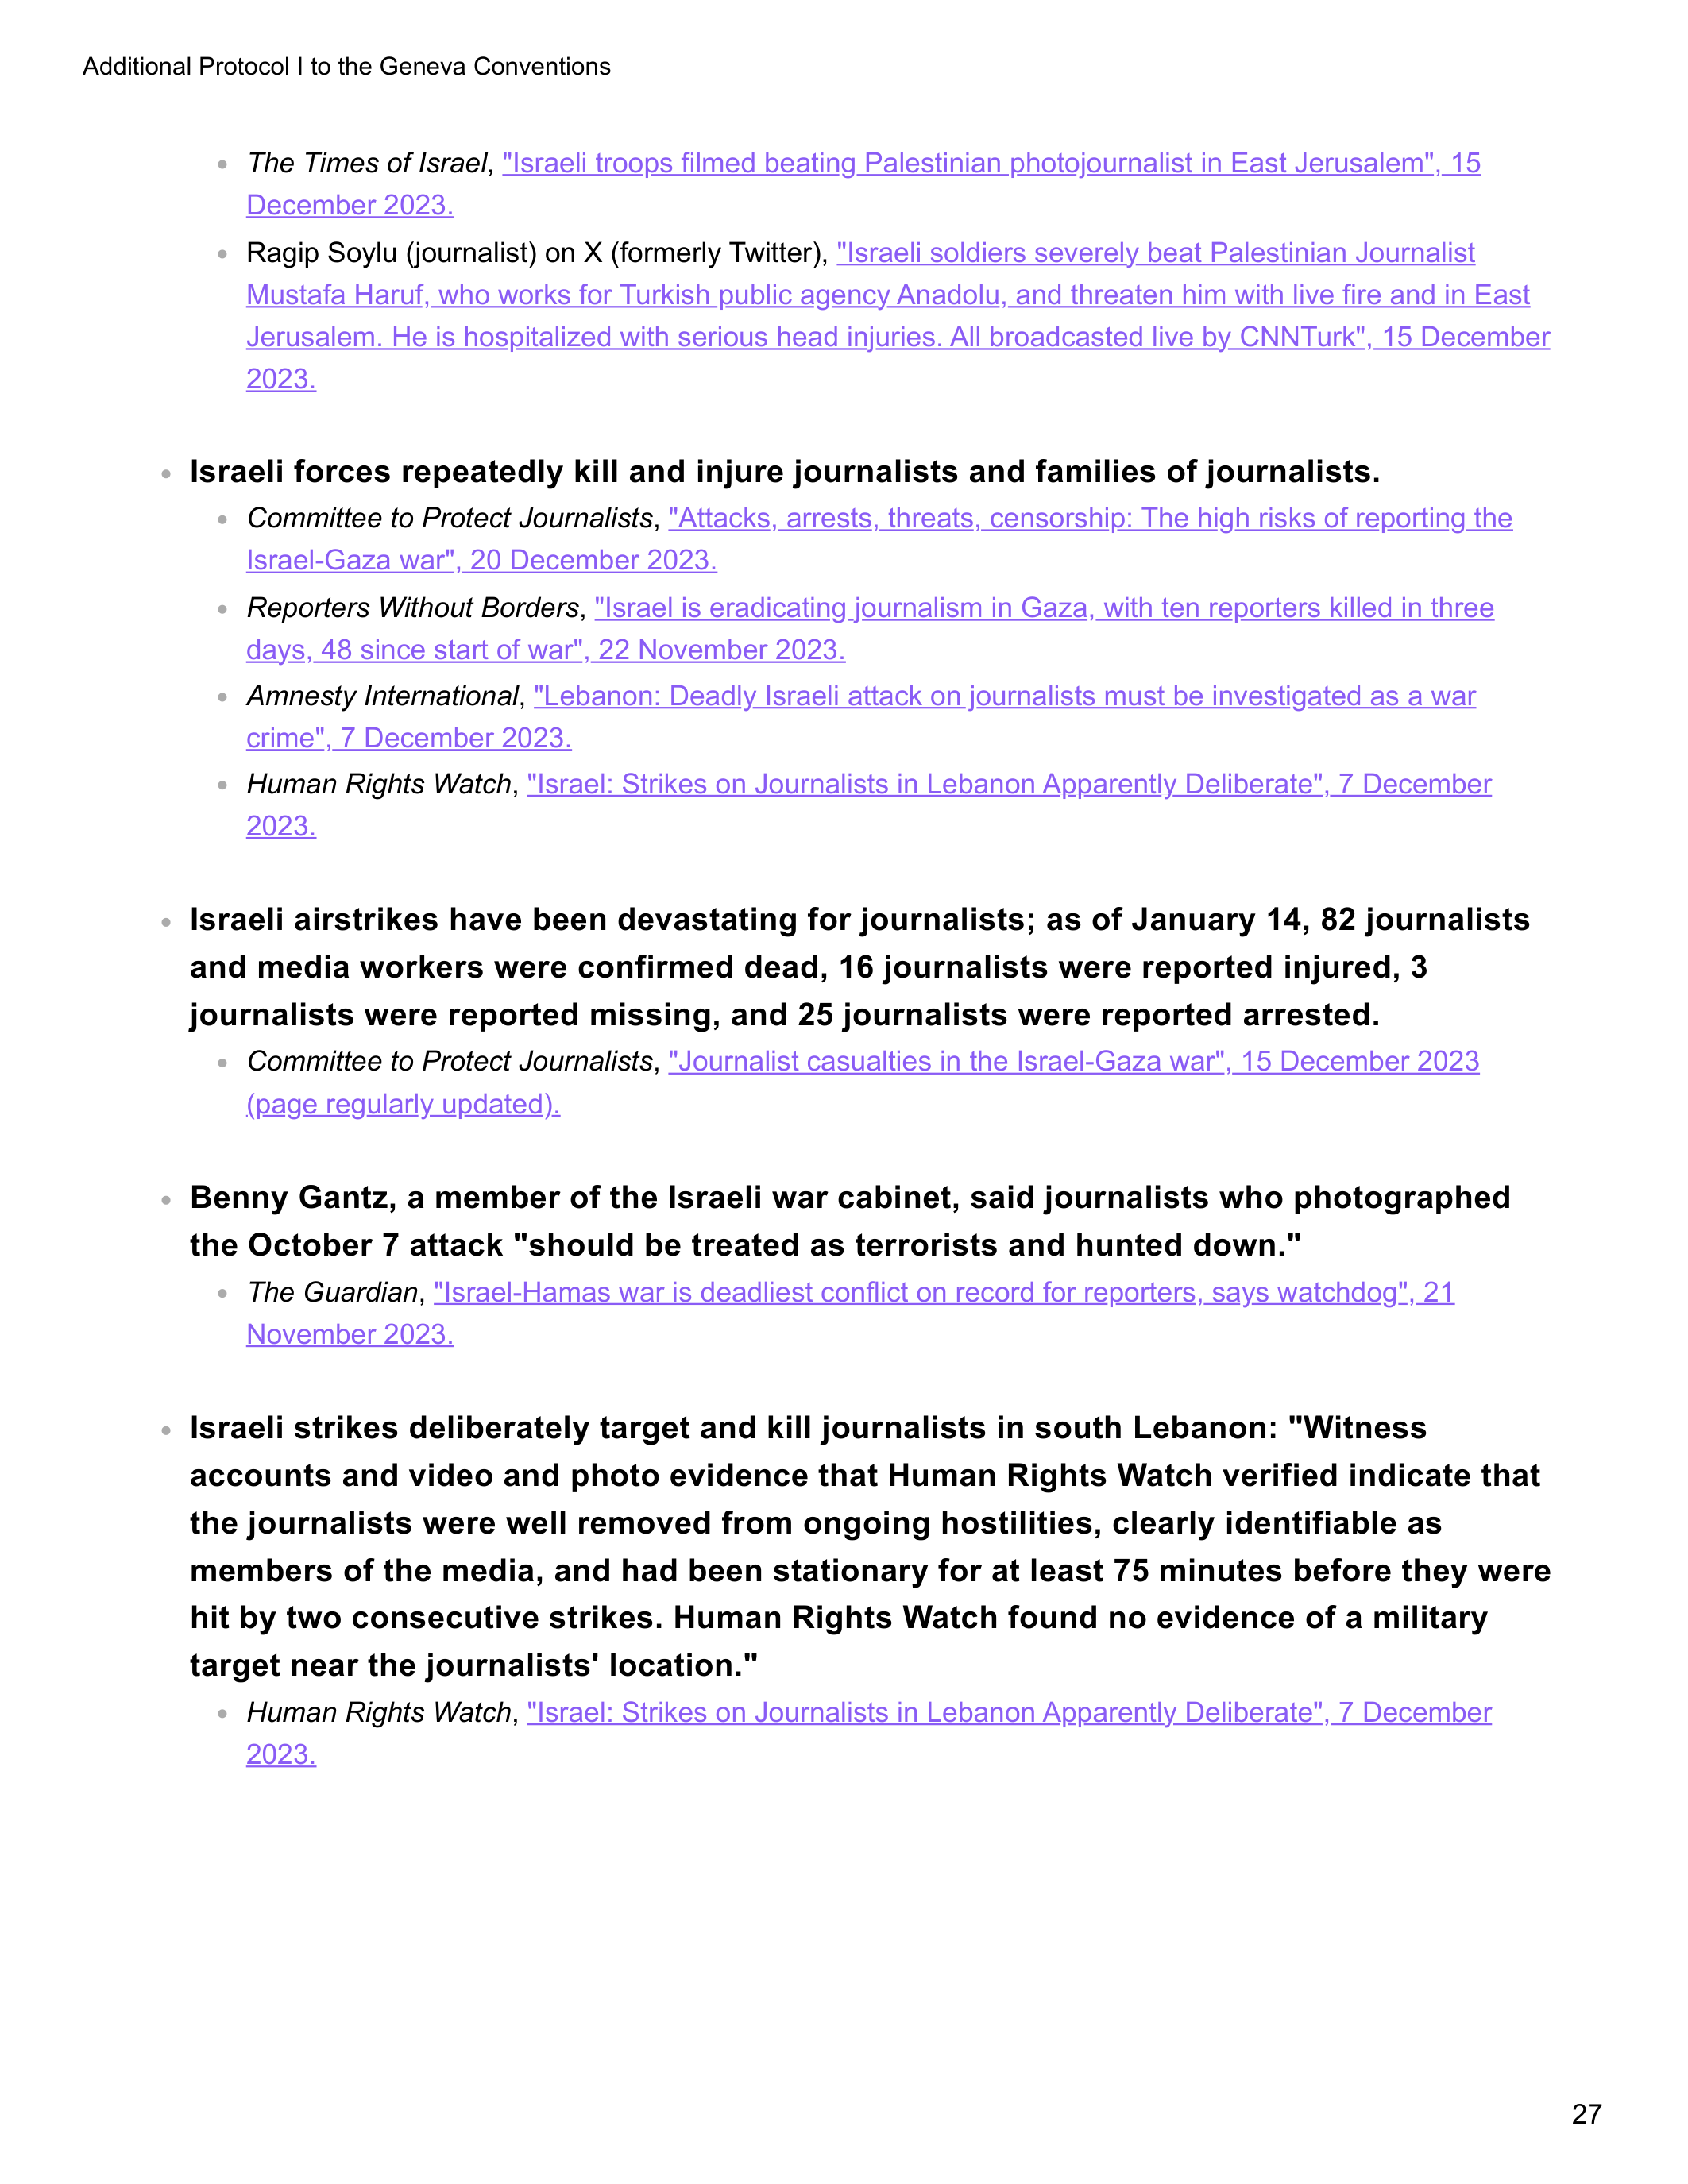 Additional Protocol I to the Geneva Conventions
The Times of Israel, "Israeli troops filmed beating Palestinian photojournalist in East Jerusalem", 15
December 2023.
Ragip Soylu (journalist) on X (formerly Twitter), "Israeli soldiers severely beat Palestinian Journalist
Mustafa Haruf, who works for Turkish public agency Anadolu, and threaten him with live fire and in East
Jerusalem. He is hospitalized with serious head injuries. All broadcasted live by CNNTurk", 15 December
2023.
Israeli forces repeatedly kill and injure journalists and families of journalists.
Committee to Protect Journalists, "Attacks, arrests, threats, censorship: The high risks of reporting the
Israel-Gaza war", 20 December 2023.
Reporters Without Borders, "Israel is eradicating journalism in Gaza, with ten reporters killed in three
days, 48 since start of war", 22 November 2023.
Amnesty International, "Lebanon: Deadly Israeli attack on journalists must be investigated as a war
crime", 7 December 2023.
Human Rights Watch, "Israel: Strikes on Journalists in Lebanon Apparently Deliberate", 7 December
2023.
Israeli airstrikes have been devastating for journalists; as of January 14, 82 journalists
and media workers were confirmed dead, 16 journalists were reported injured, 3
journalists were reported missing, and 25 journalists were reported arrested.
Committee to Protect Journalists, "Journalist casualties in the Israel-Gaza war", 15 December 2023
(page regularly updated).
Benny Gantz, a member of the Israeli war cabinet, said journalists who photographed
the October 7 attack "should be treated as terrorists and hunted down."
The Guardian, "Israel-Hamas war is deadliest conflict on record for reporters, says watchdog", 21
November 2023.
Israeli strikes deliberately target and kill journalists in south Lebanon: "Witness
accounts and video and photo evidence that Human Rights Watch verified indicate that
the journalists were well removed from ongoing hostilities, clearly identifiable as
members of the media, and had been stationary for at least 75 minutes before they were
hit by two consecutive strikes. Human Rights Watch found no evidence of a military
target near the journalists' location."
Human Rights Watch, "Israel: Strikes on Journalists in Lebanon Apparently Deliberate", 7 December
2023.
27